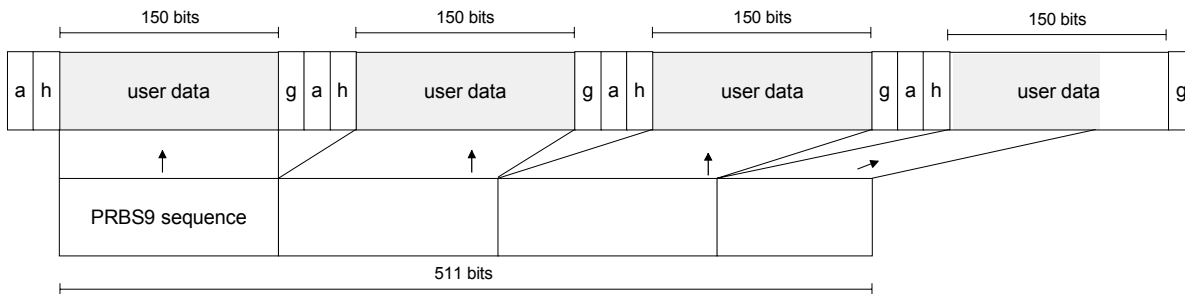 150 bits 150 bits 150 bits 150 bits
a h user data g a h user data g a h user data g a h user data g
PRBS9 sequence
511 bits